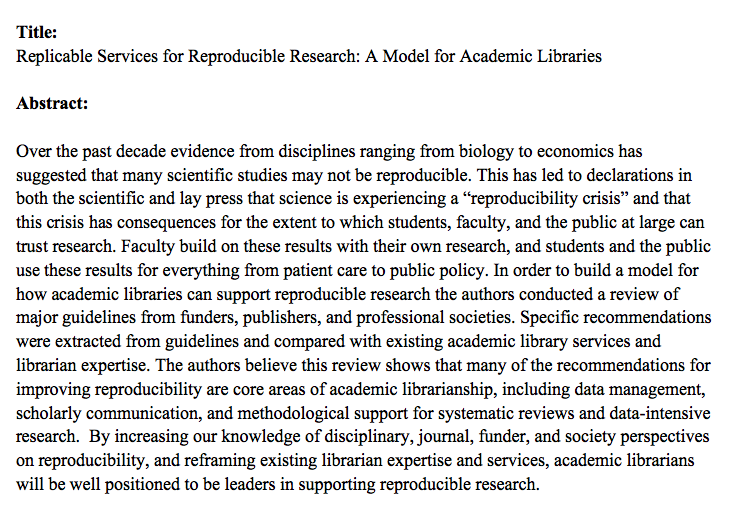 Title:
Replicable Services for Reproducible Research: A Model for Academic Libraries
Abstract:
Over the past decade evidence from disciplines ranging from biology to economics has
suggested that many scientific studies may not be reproducible. This has led to declarations in
both the scientific and lay press that science is experiencing a “reproducibility crisis” and that
this crisis has consequences for the extent to which students, faculty, and the public at large can
trust research. Faculty build on these results with their own research, and students and the public
use these results for everything from patient care to public policy. In order to build a model for
how academic libraries can support reproducible research the authors conducted a review of
major guidelines from funders, publishers, and professional societies. Specific recommendations
were extracted from guidelines and compared with existing academic library services and
librarian expertise. The authors believe this review shows that many of the recommendations for
improving reproducibility are core areas of academic librarianship, including data management,
scholarly communication, and methodological support for systematic reviews and data-intensive
research.  By increasing our knowledge of disciplinary, journal, funder, and society perspectives
on reproducibility, and reframing existing librarian expertise and services, academic librarians
will be well positioned to be leaders in supporting reproducible research.